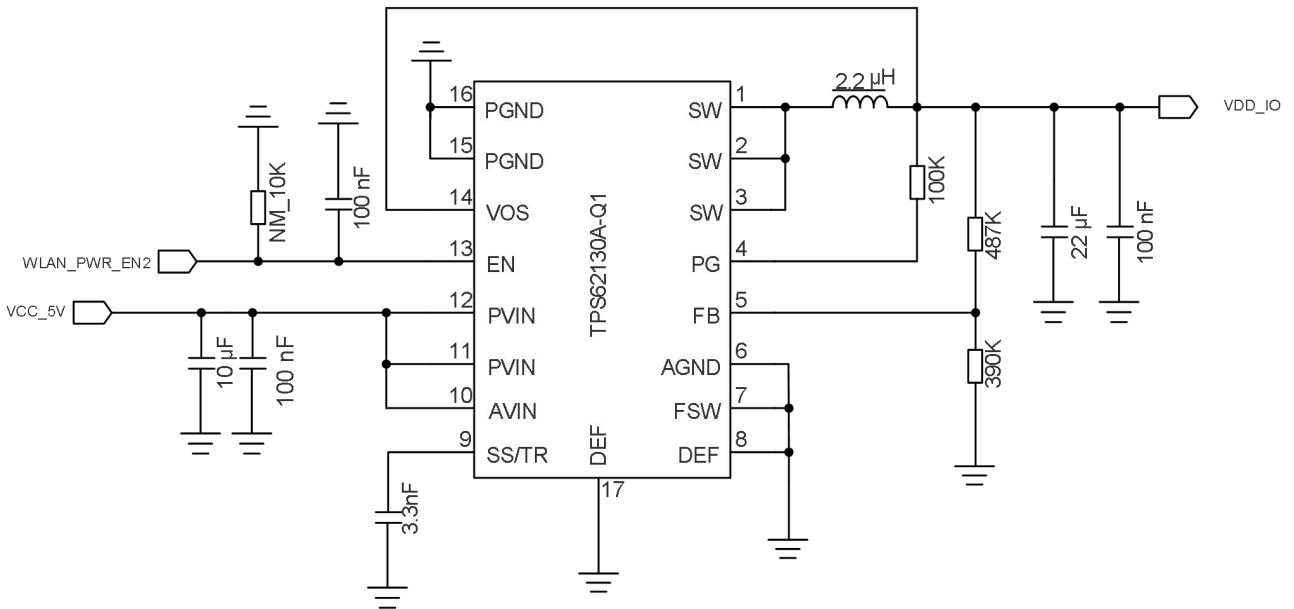 2.2 µH
VDD_IO
16
PGND
SW
1
15
PGND
SW
2
14
VOS
SW
3
13
EN
PG
4
12
PVIN
FB
5
11
PVIN
AGND
6
10
AVIN
FSW
7
9
SS/TR
DEF
8
DEF
17
TPS62130A-Q1
NM_10K
100 nF
WLAN_PWR_EN2
VCC_5V
10 µF
100 nF
3.3nF
100K
487K
22 µF
100 nF
390K